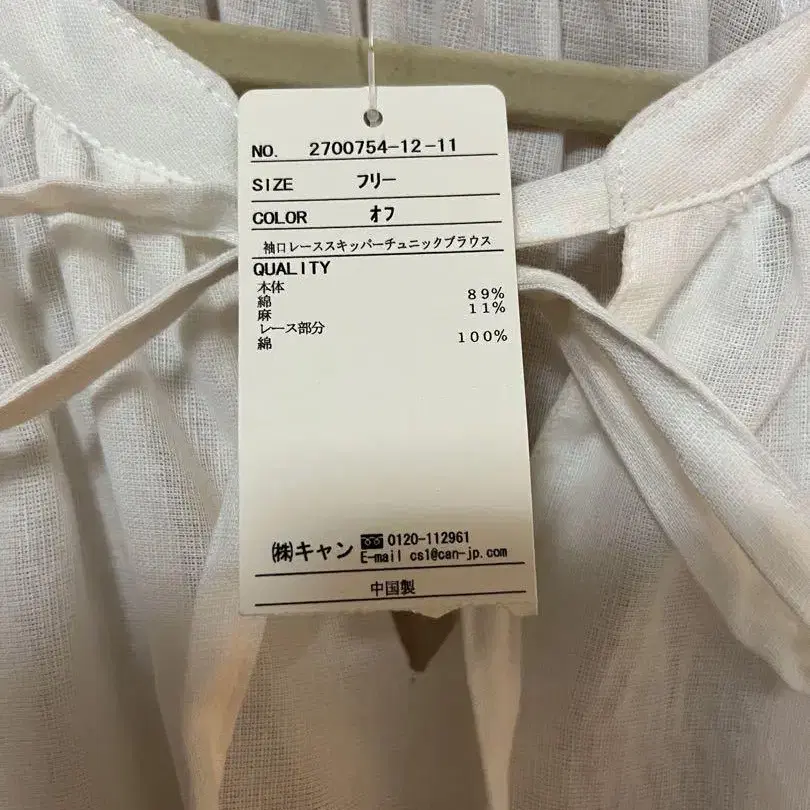 NO. 2700754-12-11
SIZE フリー
COLOR オフ
袖口レーススキッパーチュニックブラウス
QUALITY
本体
綿 89%
麻 11%
レース部分
綿 100%
㈱キャン 0120-112961
E-mail cs1@can-jp.com
中国製